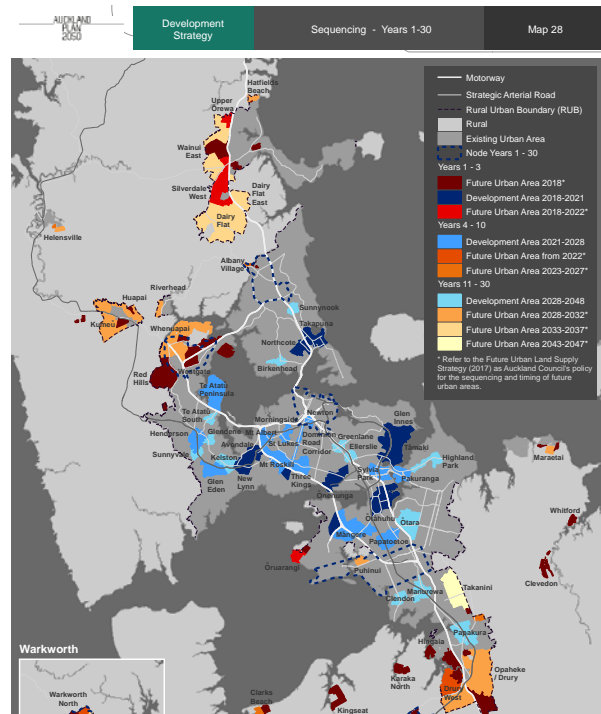 AUCKLAND
PLAN
2050
Development
Strategy
Sequencing - Years 1-30
Map 28
Motorway
Strategic Arterial Road
Rural Urban Boundary (RUB)
Rural
Existing Urban Area
Node Years 1 - 30
Years 1 - 3
Future Urban Area 2018*
Development Area 2018-2021
Future Urban Area 2018-2022*
Years 4 - 10
Development Area 2021-2028
Future Urban Area from 2022*
Future Urban Area 2023-2027*
Years 11 - 30
Development Area 2028-2048
Future Urban Area 2028-2032*
Future Urban Area 2033-2037*
Future Urban Area 2043-2047*
* Refer to the Future Urban Land Supply
Strategy (2017) as Auckland Council's policy
for the sequencing and timing of future
urban areas.
Hatfields
Beach
Upper
Orewa
Wainui
East
Silverdale
West
Dairy
Flat
East
Dairy
Flat
Helensville
Albany
Village
Riverhead
Huapai
Kumeū
Whenuapai
Sunnynook
Takapuna
Northcote
Birkenhead
Westgate
Red
Hills
Te Atatū
Peninsula
Te Atatū
South
Henderson
Sunnyvale
Glendene
Kelston
Glen
Eden
New
Lynn
Avondale
Mt Albert
Morningside
St Lukes
Mt Roskill
Three
Kings
Newton
Dominion
Road
Corridor
Greenlane
Ellerslie
Glen
Innes
Tāmaki
Highland
Park
Sylvia
Park
Pakuranga
Onehunga
Ōtāhuhu
Ōtara
Māngere
Papatoetoe
Ōruarangi
Puhinui
Maraetai
Whitford
Clevedon
Takanini
Manurewa
Clendon
Papakura
Hingaia
Karaka
North
Opaheke
/ Drury
Drury
West
Clarks
Beach
Kingseat
Warkworth
Warkworth
North